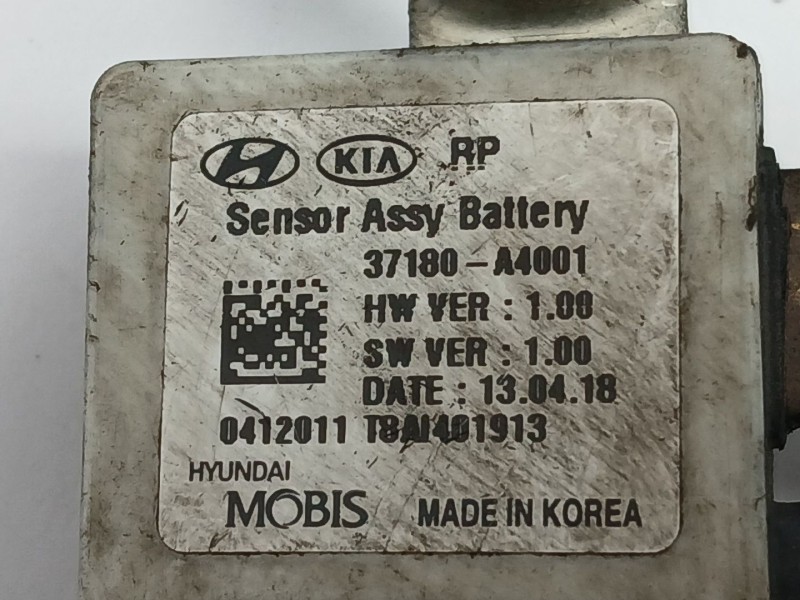 KIA RP
Sensor Assy Battery
37180-A4001
HW VER : 1.00
SW VER : 1.00
DATE : 13.04.18
0412011 T8AI401913
HYUNDAI
MOBIS MADE IN KOREA